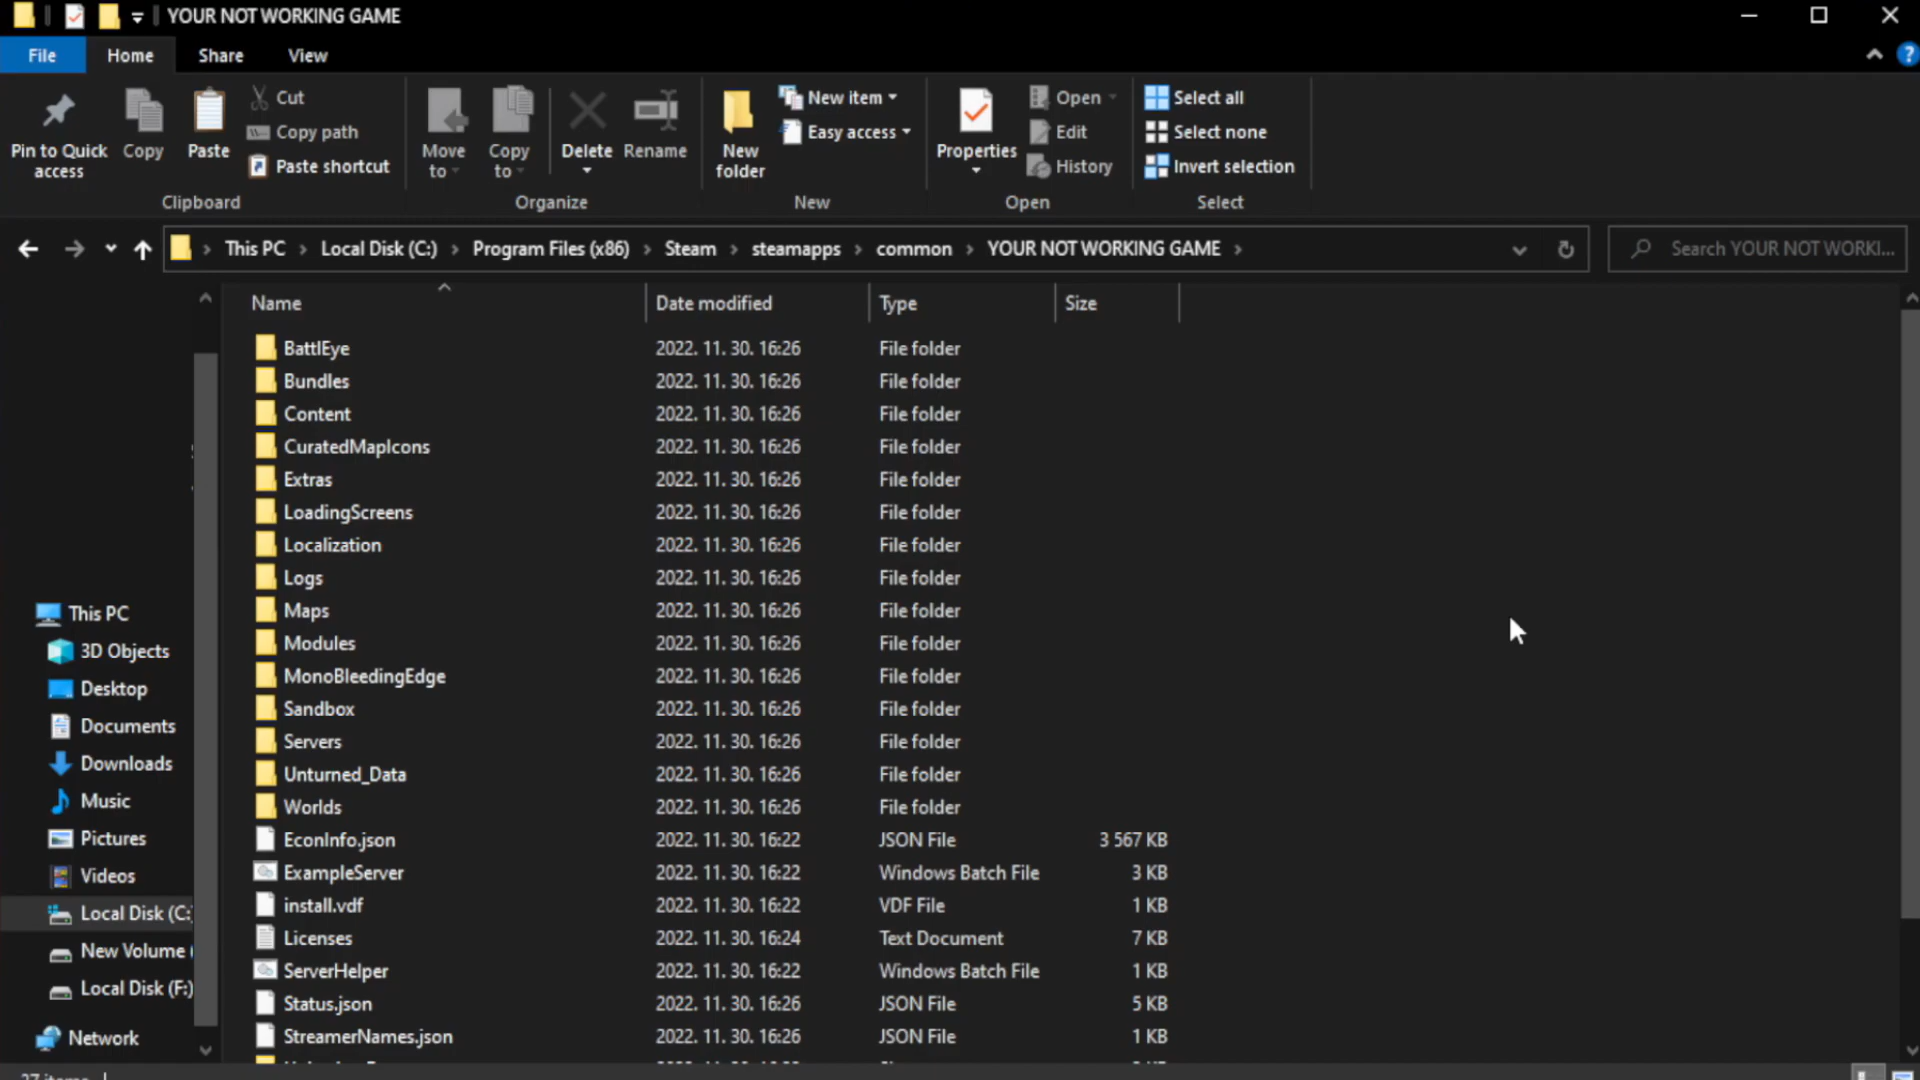 YOUR NOT WORKING GAME
File Home Share View
Pin to Quick access
Copy
Paste
Cut
Copy path
Paste shortcut
Clipboard
Move to
Copy to
Delete
Rename
Organize
New folder
New item
Easy access
New
Properties
Open
Edit
History
Open
Select all
Select none
Invert selection
Select
This PC Local Disk (C:) Program Files (x86) Steam steamapps common YOUR NOT WORKING GAME
Search YOUR NOT WORKI...
This PC
3D Objects
Desktop
Documents
Downloads
Music
Pictures
Videos
Local Disk (C:
New Volume (
Local Disk (F:)
Network
Name Date modified Type Size
BattlEye 2022. 11. 30. 16:26 File folder
Bundles 2022. 11. 30. 16:26 File folder
Content 2022. 11. 30. 16:26 File folder
CuratedMapIcons 2022. 11. 30. 16:26 File folder
Extras 2022. 11. 30. 16:26 File folder
LoadingScreens 2022. 11. 30. 16:26 File folder
Localization 2022. 11. 30. 16:26 File folder
Logs 2022. 11. 30. 16:26 File folder
Maps 2022. 11. 30. 16:26 File folder
Modules 2022. 11. 30. 16:26 File folder
MonoBleedingEdge 2022. 11. 30. 16:26 File folder
Sandbox 2022. 11. 30. 16:26 File folder
Servers 2022. 11. 30. 16:26 File folder
Unturned_Data 2022. 11. 30. 16:26 File folder
Worlds 2022. 11. 30. 16:26 File folder
EconInfo.json 2022. 11. 30. 16:22 JSON File 3 567 KB
ExampleServer 2022. 11. 30. 16:22 Windows Batch File 3 KB
install.vdf 2022. 11. 30. 16:22 VDF File 1 KB
Licenses 2022. 11. 30. 16:24 Text Document 7 KB
ServerHelper 2022. 11. 30. 16:22 Windows Batch File 1 KB
Status.json 2022. 11. 30. 16:26 JSON File 5 KB
StreamerNames.json 2022. 11. 30. 16:26 JSON File 1 KB